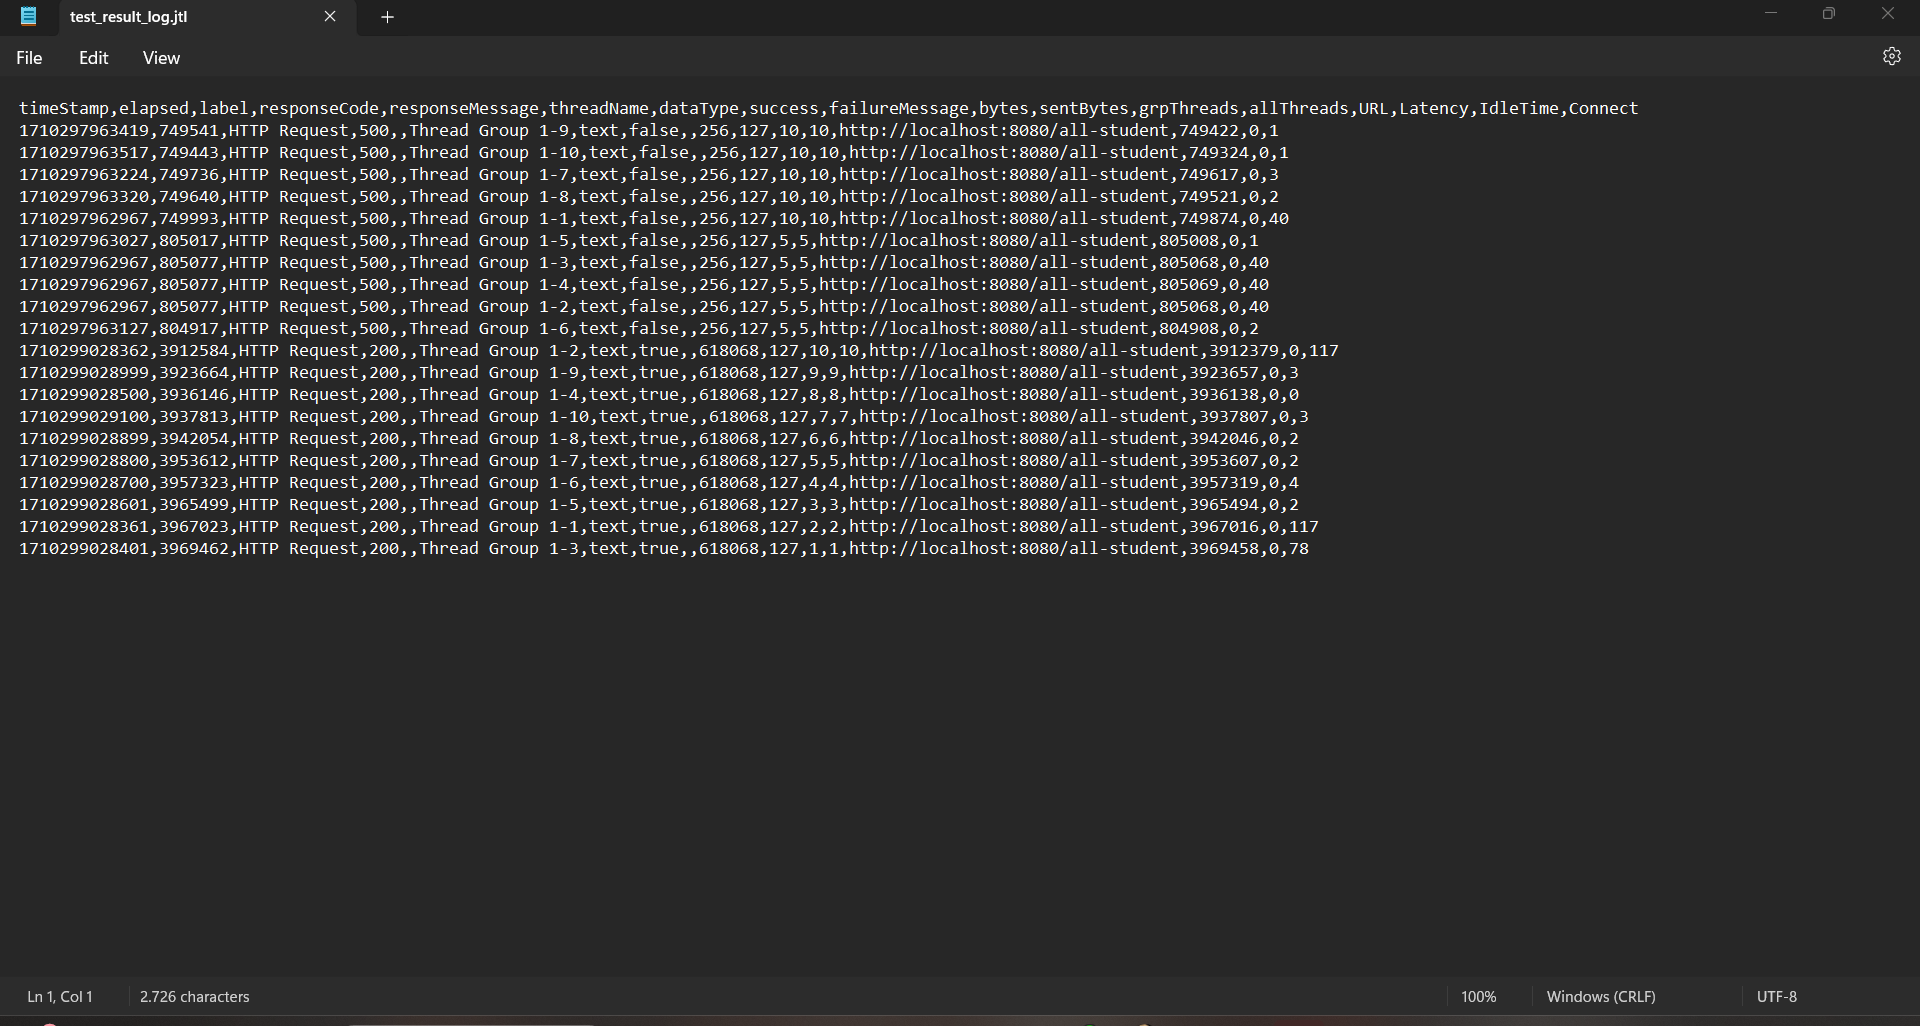 test_result_log.jtl
File Edit View
timeStamp,elapsed,label,responseCode,responseMessage,threadName,dataType,success,failureMessage,bytes,sentBytes,grpThreads,allThreads,URL,Latency,IdleTime,Connect
1710297963419,749541,HTTP Request,500,,Thread Group 1-9,text,false,,256,127,10,10,http://localhost:8080/all-student,749422,0,1
1710297963517,749443,HTTP Request,500,,Thread Group 1-10,text,false,,256,127,10,10,http://localhost:8080/all-student,749324,0,1
1710297963224,749736,HTTP Request,500,,Thread Group 1-7,text,false,,256,127,10,10,http://localhost:8080/all-student,749617,0,3
1710297963320,749640,HTTP Request,500,,Thread Group 1-8,text,false,,256,127,10,10,http://localhost:8080/all-student,749521,0,2
1710297962967,749993,HTTP Request,500,,Thread Group 1-1,text,false,,256,127,10,10,http://localhost:8080/all-student,749874,0,40
1710297963027,805017,HTTP Request,500,,Thread Group 1-5,text,false,,256,127,5,5,http://localhost:8080/all-student,805008,0,1
1710297962967,805077,HTTP Request,500,,Thread Group 1-3,text,false,,256,127,5,5,http://localhost:8080/all-student,805068,0,40
1710297962967,805077,HTTP Request,500,,Thread Group 1-4,text,false,,256,127,5,5,http://localhost:8080/all-student,805069,0,40
1710297962967,805077,HTTP Request,500,,Thread Group 1-2,text,false,,256,127,5,5,http://localhost:8080/all-student,805068,0,40
1710297963127,804917,HTTP Request,500,,Thread Group 1-6,text,false,,256,127,5,5,http://localhost:8080/all-student,804908,0,2
1710299028362,3912584,HTTP Request,200,,Thread Group 1-2,text,true,,618068,127,10,10,http://localhost:8080/all-student,3912379,0,117
1710299028999,3923664,HTTP Request,200,,Thread Group 1-9,text,true,,618068,127,9,9,http://localhost:8080/all-student,3923657,0,3
1710299028500,3936146,HTTP Request,200,,Thread Group 1-4,text,true,,618068,127,8,8,http://localhost:8080/all-student,3936138,0,0
1710299029100,3937813,HTTP Request,200,,Thread Group 1-10,text,true,,618068,127,7,7,http://localhost:8080/all-student,3937807,0,3
1710299028899,3942054,HTTP Request,200,,Thread Group 1-8,text,true,,618068,127,6,6,http://localhost:8080/all-student,3942046,0,2
1710299028800,3953612,HTTP Request,200,,Thread Group 1-7,text,true,,618068,127,5,5,http://localhost:8080/all-student,3953607,0,2
1710299028700,3957323,HTTP Request,200,,Thread Group 1-6,text,true,,618068,127,4,4,http://localhost:8080/all-student,3957319,0,4
1710299028601,3965499,HTTP Request,200,,Thread Group 1-5,text,true,,618068,127,3,3,http://localhost:8080/all-student,3965494,0,2
1710299028361,3967023,HTTP Request,200,,Thread Group 1-1,text,true,,618068,127,2,2,http://localhost:8080/all-student,3967016,0,117
1710299028401,3969462,HTTP Request,200,,Thread Group 1-3,text,true,,618068,127,1,1,http://localhost:8080/all-student,3969458,0,78
Ln 1, Col 1 2.726 characters 100% Windows (CRLF) UTF-8